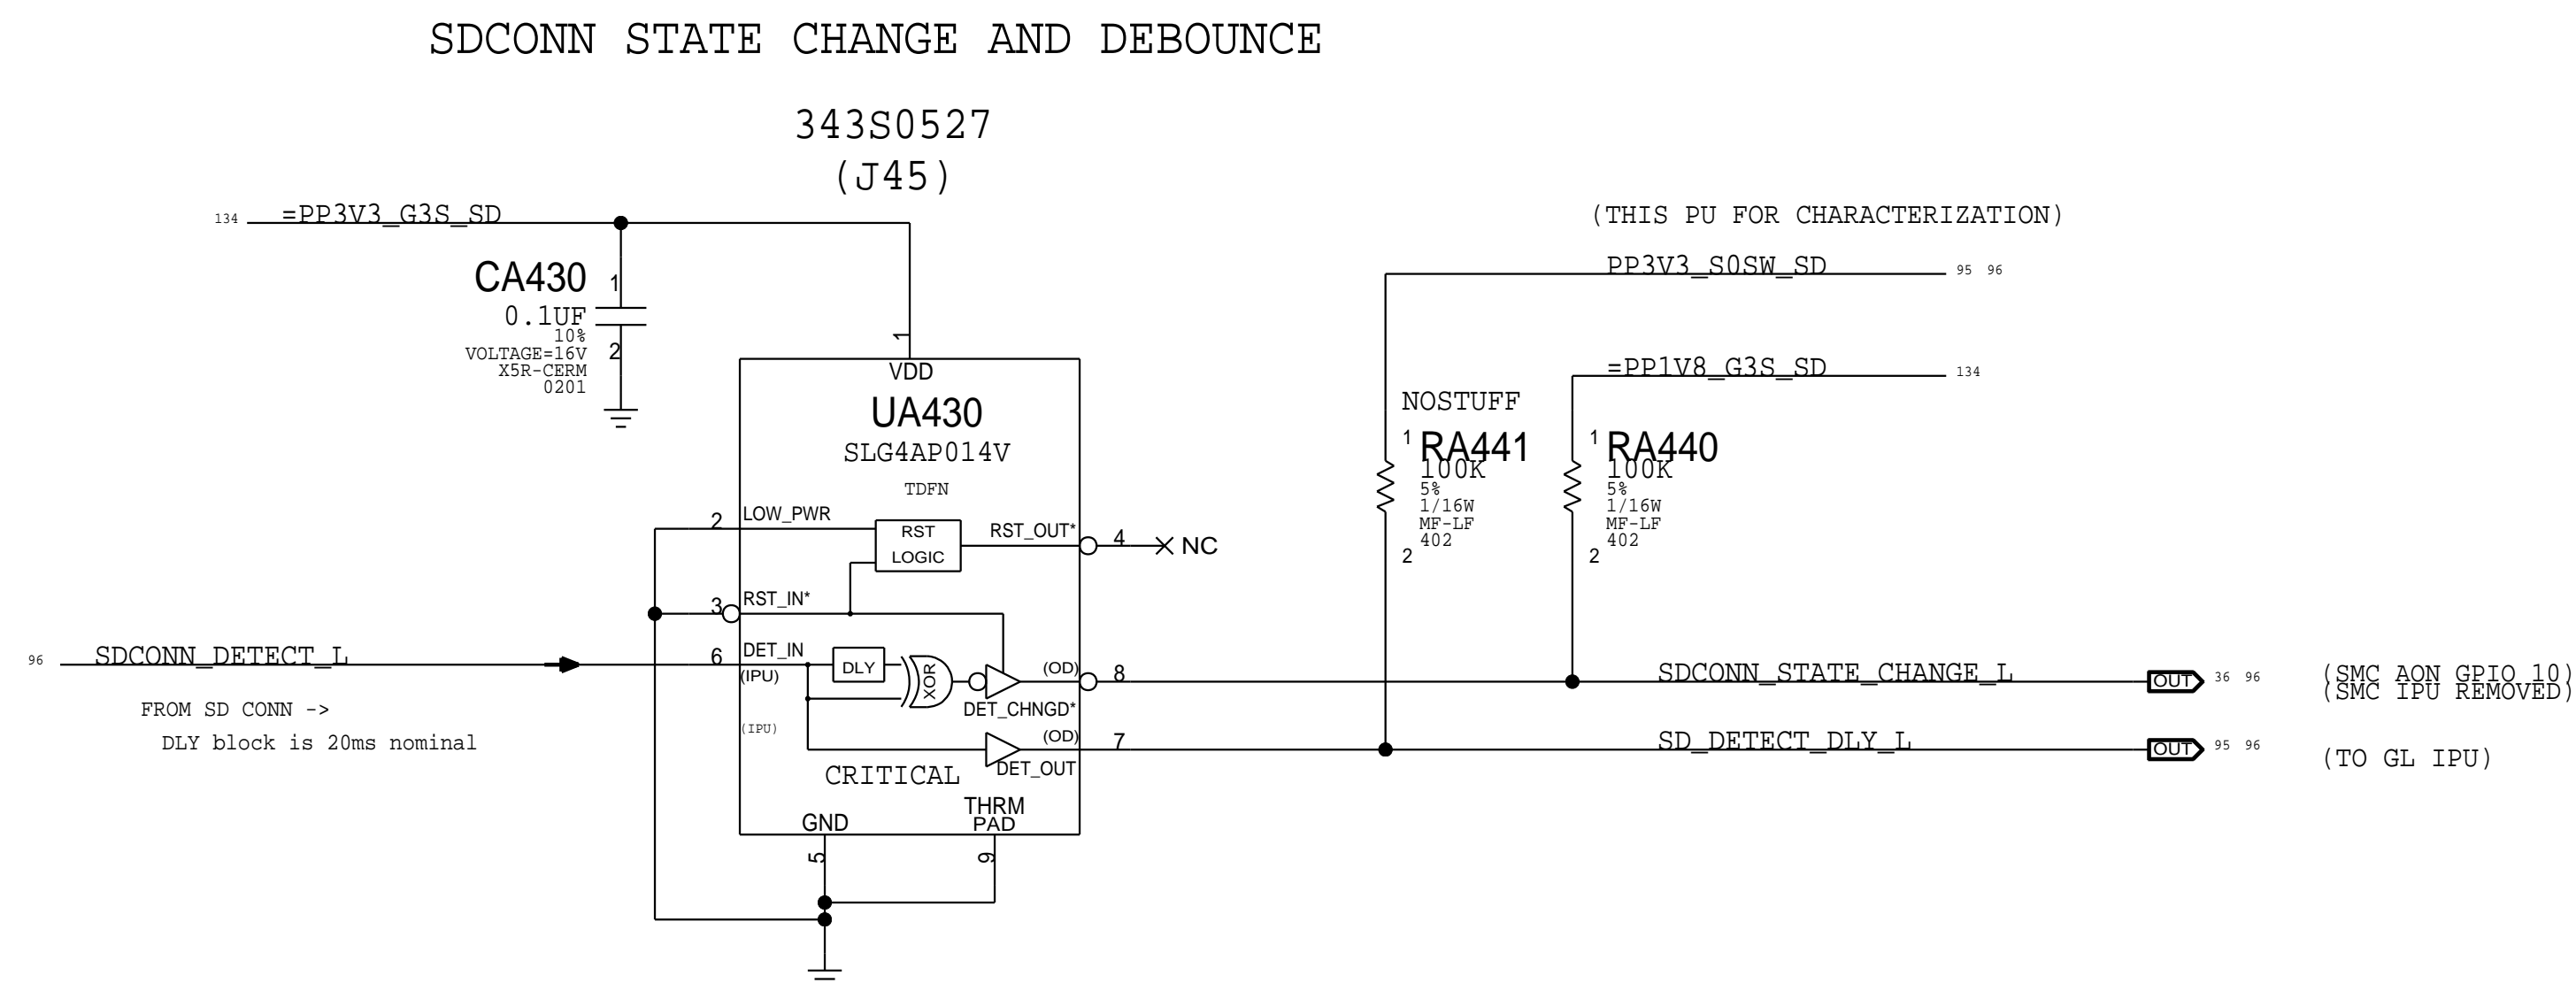 SDCONN STATE CHANGE AND DEBOUNCE
343S0527
(J45)
134 =PP3V3_G3S_SD
CA430
0.1UF
10%
VOLTAGE=16V
X5R-CERM
0201
1
2
1
VDD
UA430
SLG4AP014V
TDFN
2 LOW_PWR
RST
LOGIC
RST_OUT* 4 NC
3 RST_IN*
96 SDCONN_DETECT_L
6 DET_IN
(IPU)
DLY
XOR
(OD) 8
DET_CHNGD*
FROM SD CONN ->
DLY block is 20ms nominal
(IPU)
(OD) 7
DET_OUT
CRITICAL
THRM
PAD
GND
5
9
(THIS PU FOR CHARACTERIZATION)
PP3V3_S0SW_SD 95 96
=PP1V8_G3S_SD 134
NOSTUFF
1 RA441
100K
5%
1/16W
MF-LF
402
2
1 RA440
100K
5%
1/16W
MF-LF
402
2
SDCONN_STATE_CHANGE_L OUT 36 96 (SMC AON GPIO 10)
(SMC IPU REMOVED)
SD_DETECT_DLY_L OUT 95 96
(TO GL IPU)